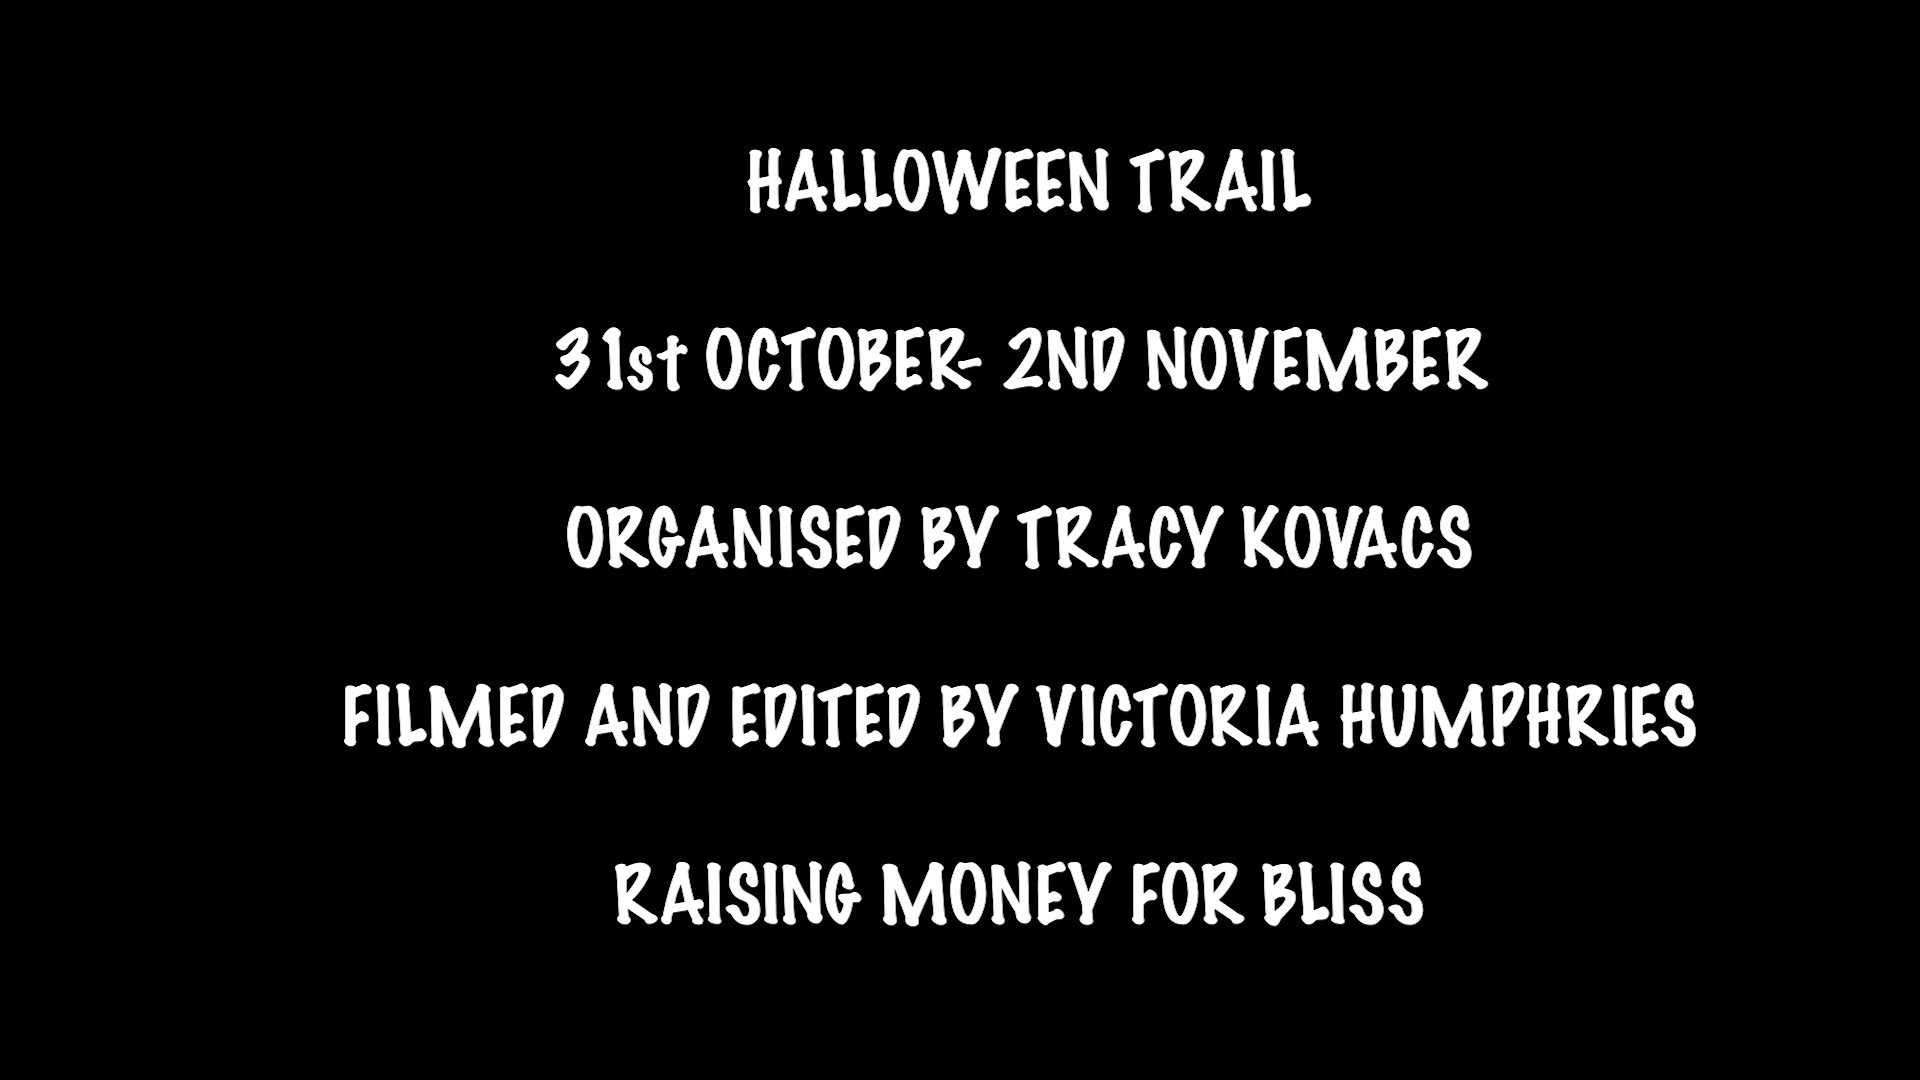 HALLOWEEN TRAIL
31st OCTOBER- 2ND NOVEMBER
ORGANISED BY TRACY KOVACS
FILMED AND EDITED BY VICTORIA HUMPHRIES
RAISING MONEY FOR BLISS